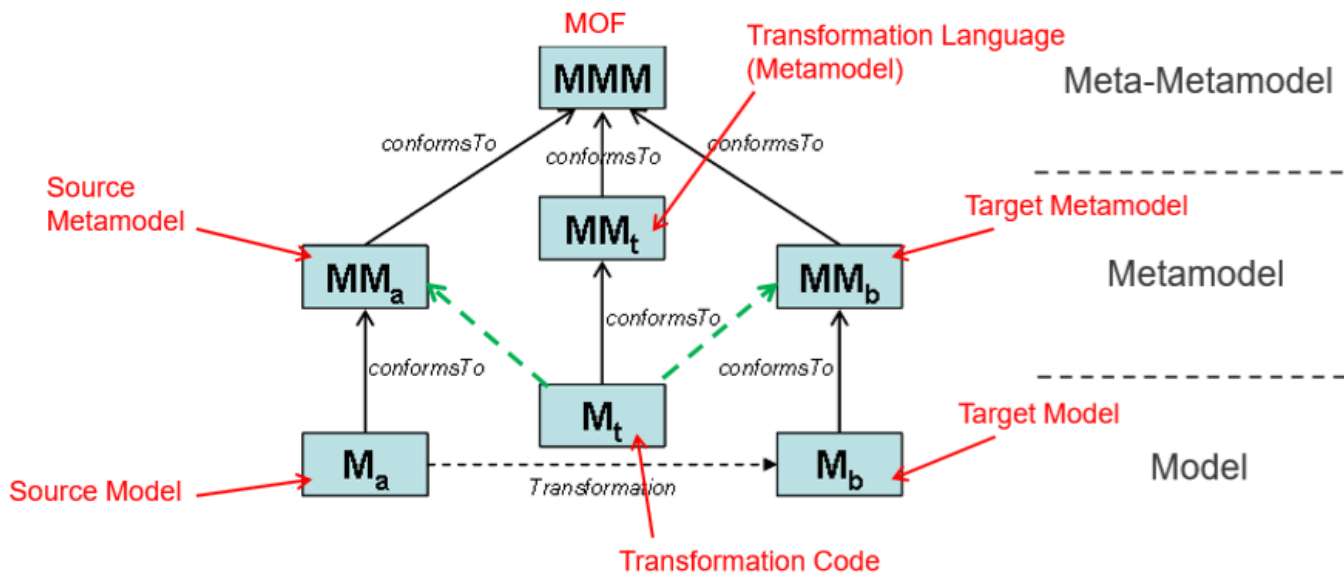 MOF
Transformation Language
(Metamodel)
MMM
Meta-Metamodel
conformsTo
conformsTo
conformsTo
Source
Metamodel
Target Metamodel
MMt
MMa
MMb
Metamodel
conformsTo
conformsTo
conformsTo
Mt
Target Model
Ma
Mb
Model
Source Model
Transformation
Transformation Code